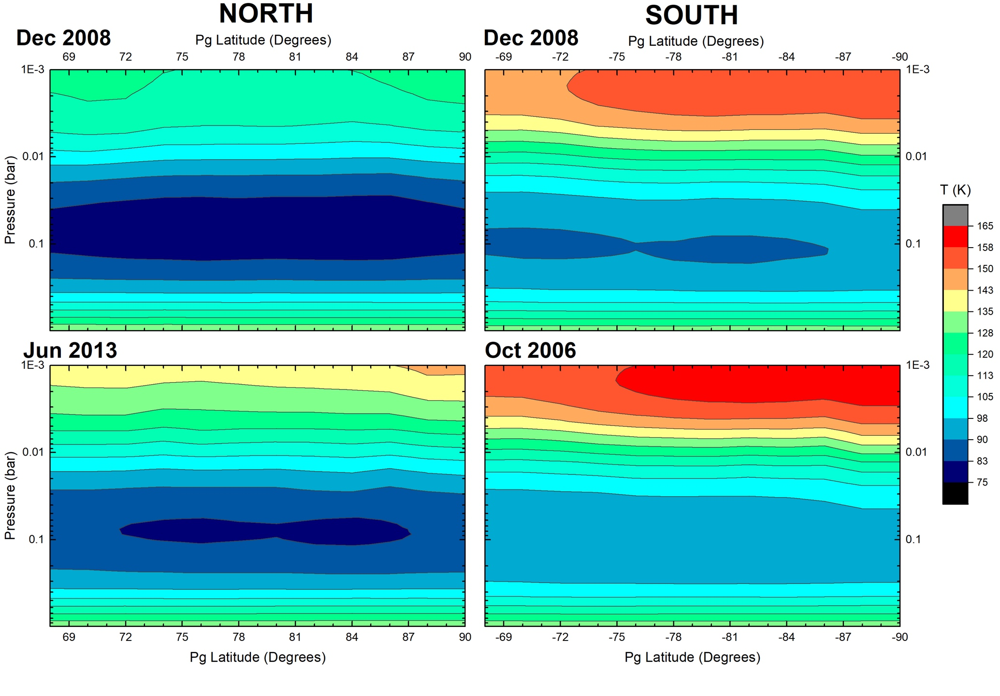 NORTH SOUTH
Dec 2008 Pg Latitude (Degrees) Dec 2008 Pg Latitude (Degrees)
69 72 75 78 81 84 87 90 -69 -72 -75 -78 -81 -84 -87 -90
1E-3 1E-3
0.01 0.01
Pressure (bar)
0.1 0.1
T (K)
165
158
150
143
135
128
120
113
105
98
90
83
75
Jun 2013 Oct 2006
1E-3 1E-3
0.01 0.01
Pressure (bar)
0.1 0.1
69 72 75 78 81 84 87 90 -69 -72 -75 -78 -81 -84 -87 -90
Pg Latitude (Degrees) Pg Latitude (Degrees)